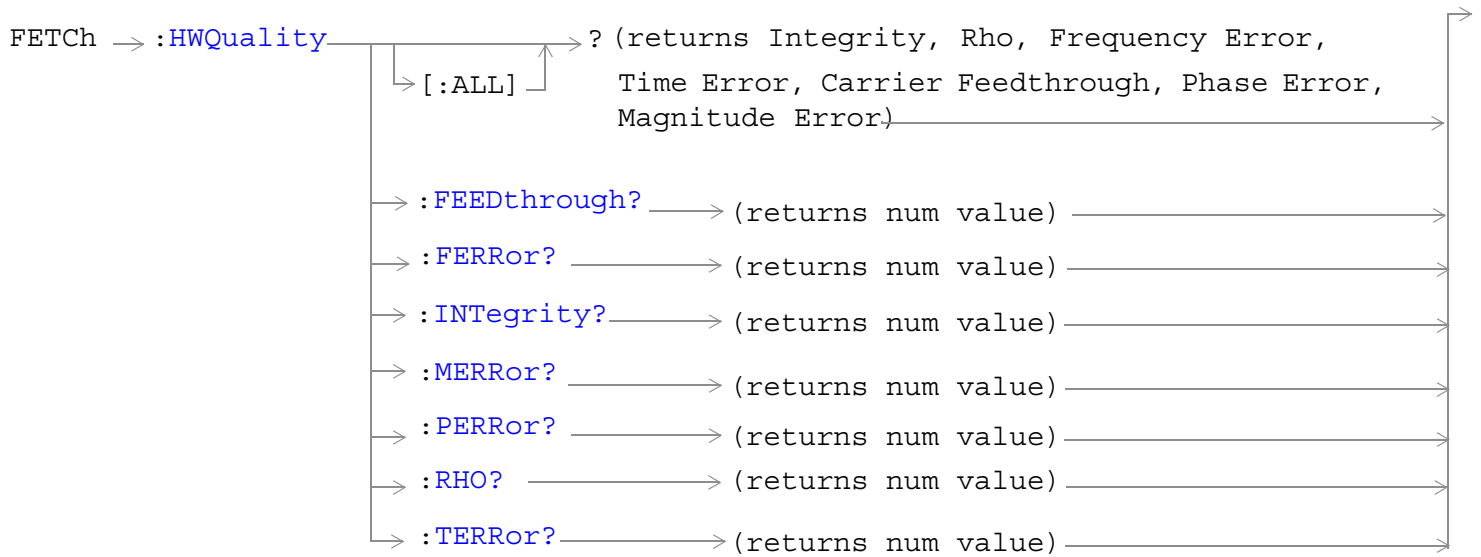 FETCh :HWQuality ? (returns Integrity, Rho, Frequency Error,
[:ALL] Time Error, Carrier Feedthrough, Phase Error,
Magnitude Error)
:FEEDthrough? (returns num value)
:FERRor? (returns num value)
:INTegrity? (returns num value)
:MERRor? (returns num value)
:PERRor? (returns num value)
:RHO? (returns num value)
:TERRor? (returns num value)